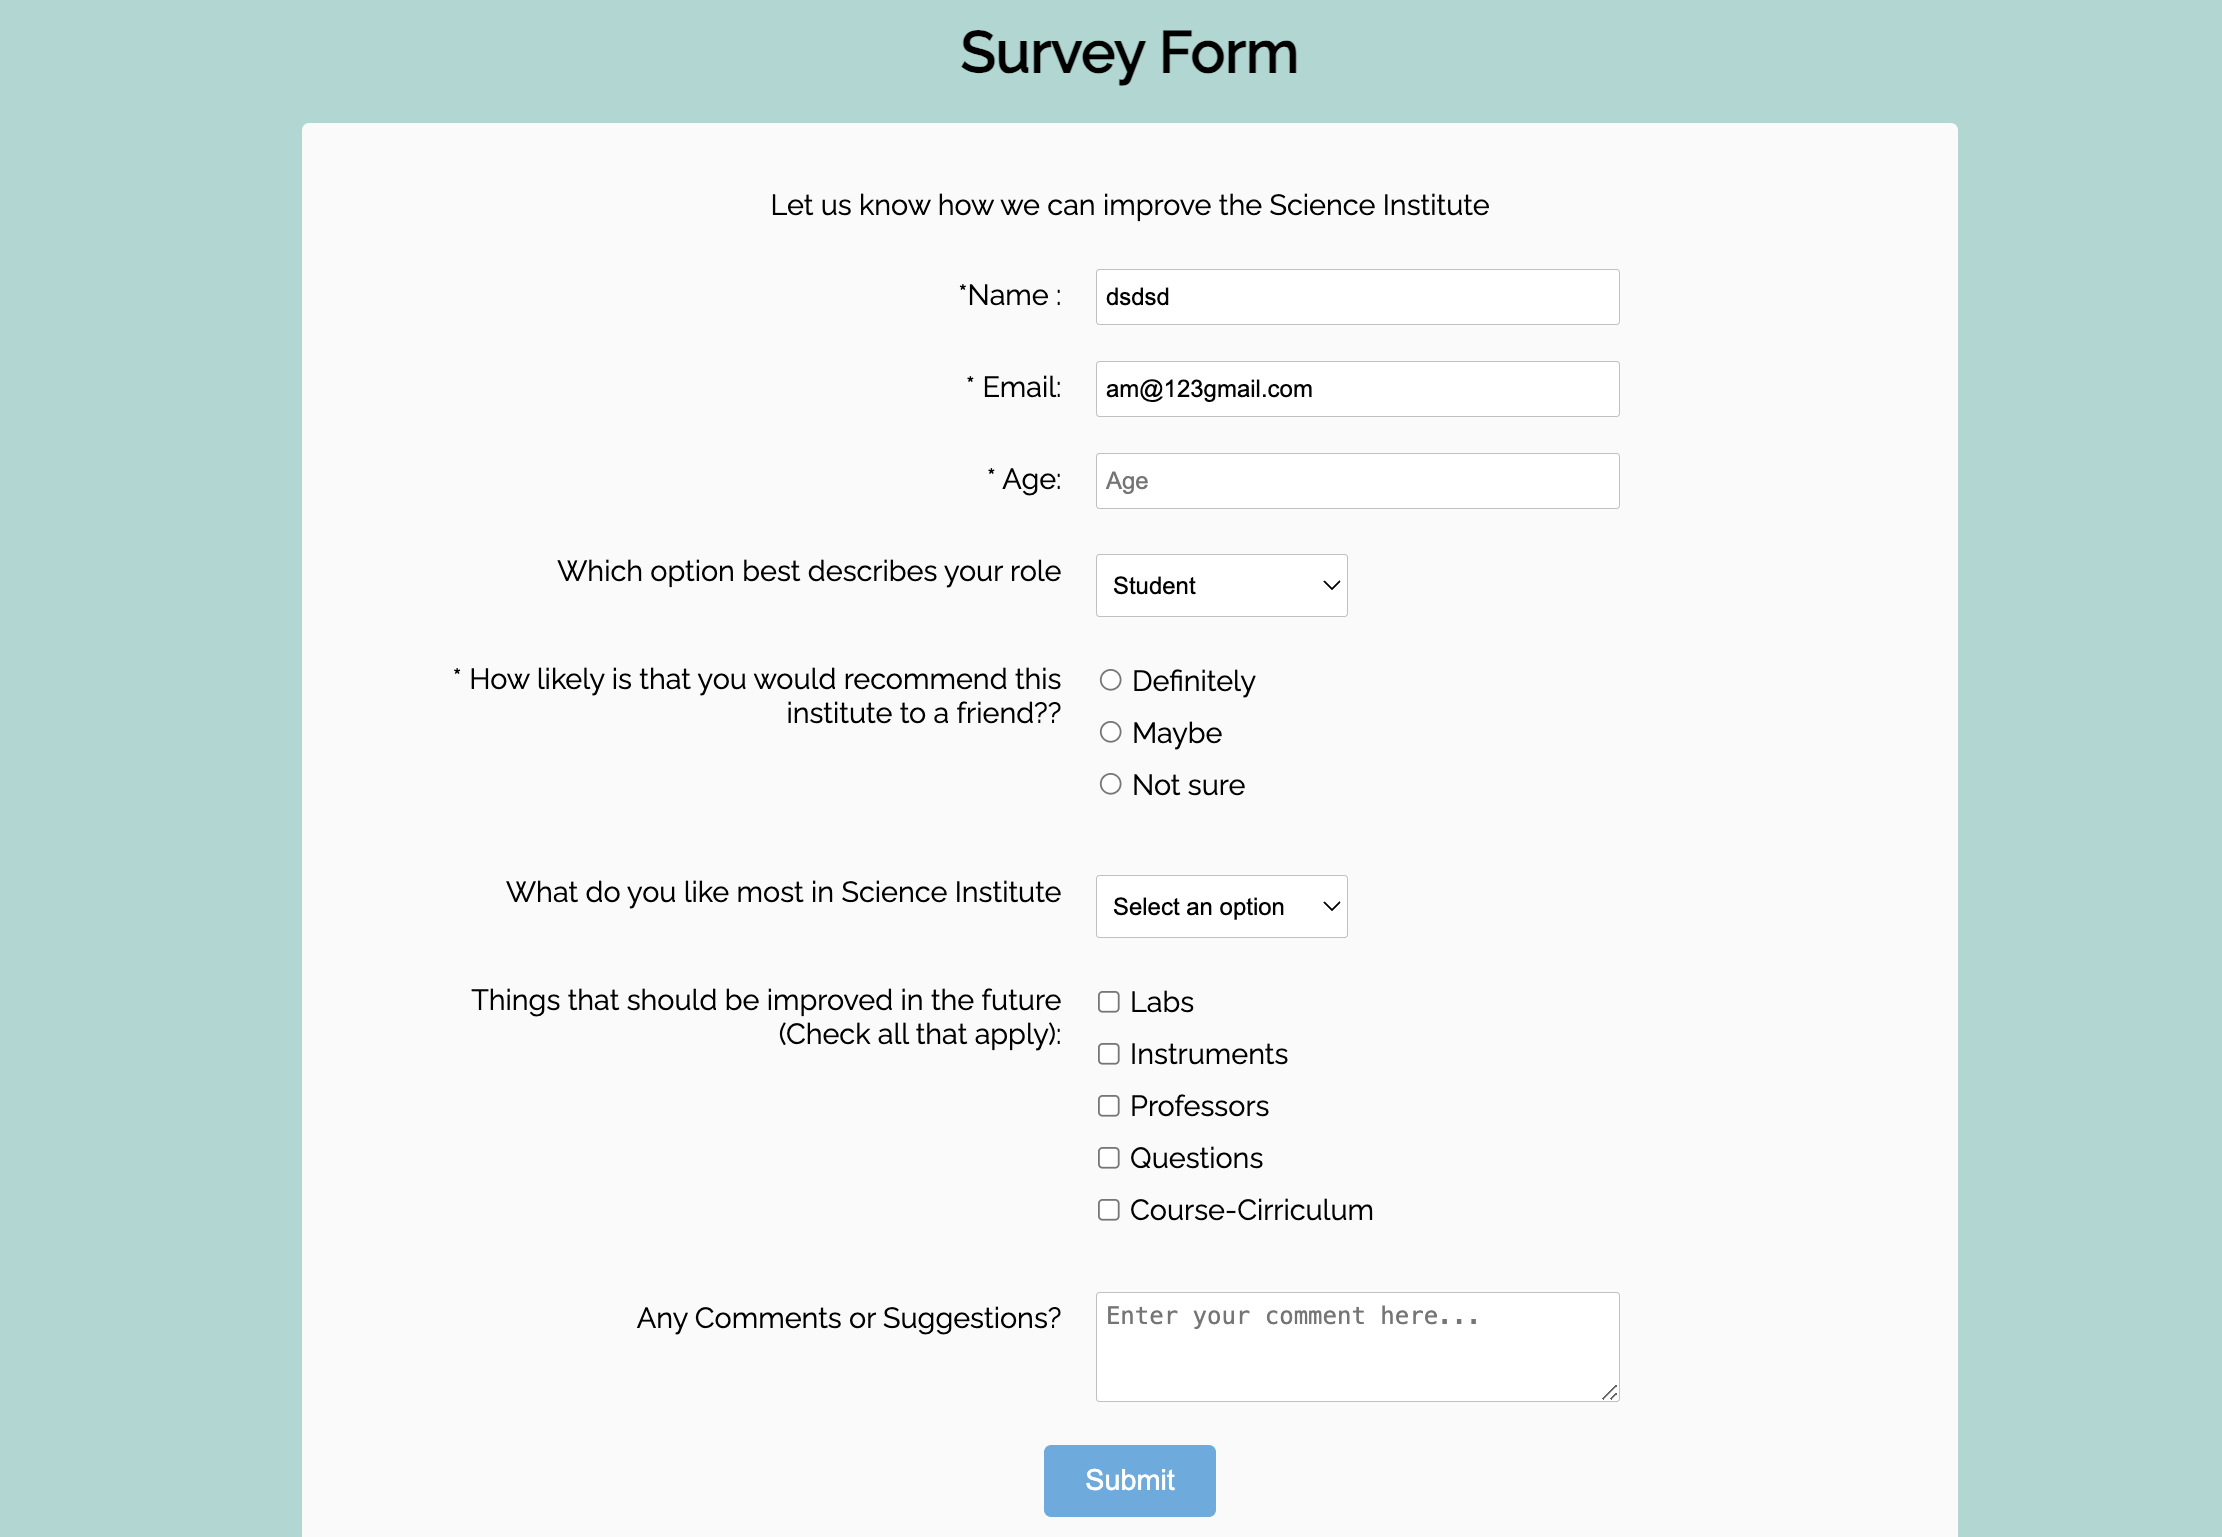 Survey Form
Let us know how we can improve the Science Institute
*Name :
dsdsd
* Email:
am@123gmail.com
* Age:
Age
Which option best describes your role
Student
* How likely is that you would recommend this
institute to a friend??
Definitely
Maybe
Not sure
What do you like most in Science Institute
Select an option
Things that should be improved in the future
(Check all that apply):
Labs
Instruments
Professors
Questions
Course-Cirriculum
Any Comments or Suggestions?
Enter your comment here...
Submit